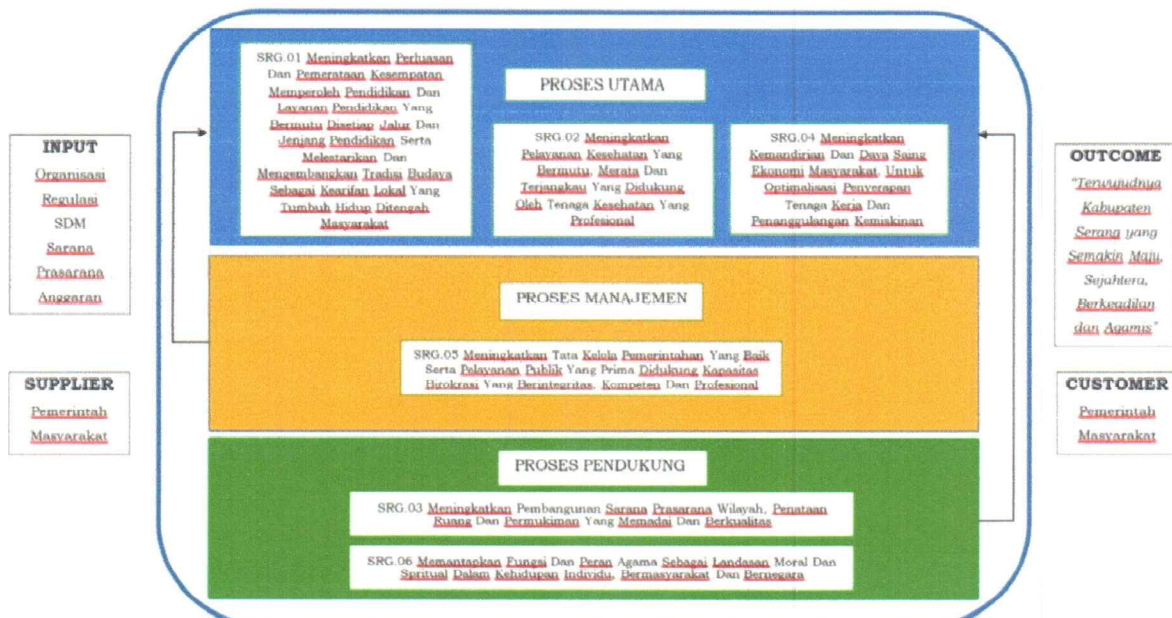 INPUT
Organisasi
Regulasi
SDM
Sarana
Prasarana
Anggaran
SUPPLIER
Pemerintah
Masyarakat
PROSES UTAMA
SRG.01 Meningkatkan Perluasan
Dan Pemerataan Kesempatan
Memperoleh Pendidikan Dan
Layanan Pendidikan Yang
Bermutu Disetiap Jalur Dan
Jenjang Pendidikan Serta
Melestarikan Dan
Mengembangkan Tradisi Budaya
Sebagai Kearifan Lokal Yang
Tumbuh Hidup Ditengah
Masyarakat
SRG.02 Meningkatkan
Pelayanan Kesehatan Yang
Bermutu, Merata Dan
Terjangkau Yang Didukung
Oleh Tenaga Kesehatan Yang
Profesional
SRG.04 Meningkatkan
Kemandirian Dan Daya Saing
Ekonomi Masyarakat, Untuk
Optimalisasi Penyerapan
Tenaga Kerja Dan
Penanggulangan Kemiskinan
PROSES MANAJEMEN
SRG.05 Meningkatkan Tata Kelola Pemerintahan Yang Baik
Serta Pelayanan Publik Yang Prima Didukung Kapasitas
Birokrasi Yang Berintegritas, Kompeten Dan Profesional
PROSES PENDUKUNG
SRG.03 Meningkatkan Pembangunan Sarana Prasarana Wilayah, Penataan
Ruang Dan Permukiman Yang Memadai Dan Berkualitas
SRG.06 Memantapkan Fungsi Dan Peran Agama Sebagai Landasan Moral Dan
Spritual Dalam Kehidupan Individu, Bermasyarakat Dan Bernegara
OUTCOME
"Terwujudnya
Kabupaten
Serang yang
Semakin Maju,
Sejahtera,
Berkeadilan
dan Agamis"
CUSTOMER
Pemerintah
Masyarakat